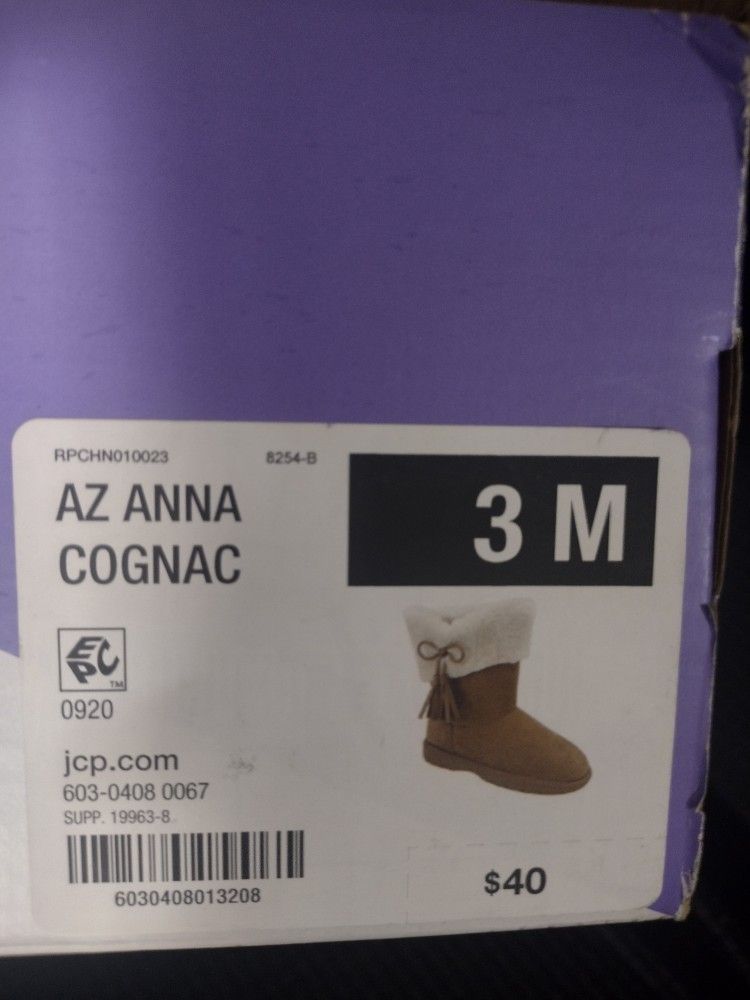 RPCHN010023 8254-B
AZ ANNA
COGNAC
3 M
EPC
TM
0920
jcp.com
603-0408 0067
SUPP. 19963-8
6030408013208
$40